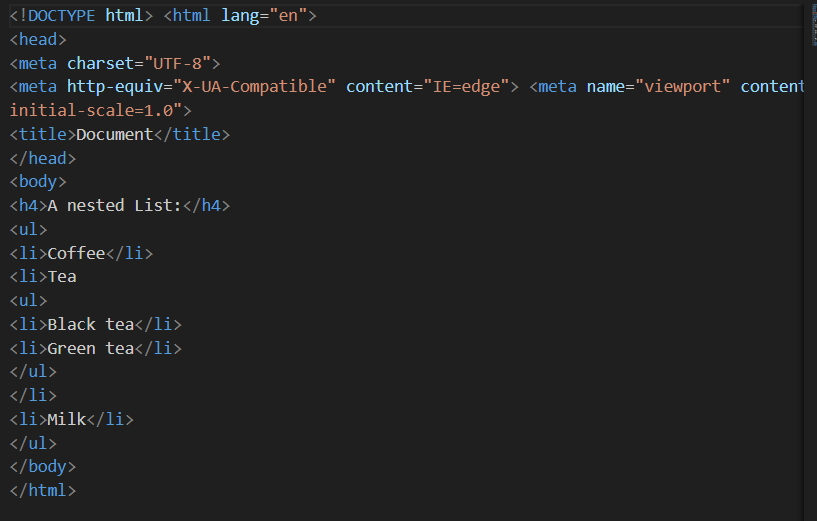 <!DOCTYPE html> <html lang="en">
<head>
<meta charset="UTF-8">
<meta http-equiv="X-UA-Compatible" content="IE=edge"> <meta name="viewport" content
initial-scale=1.0">
<title>Document</title>
</head>
<body>
<h4>A nested List:</h4>
<ul>
<li>Coffee</li>
<li>Tea
<ul>
<li>Black tea</li>
<li>Green tea</li>
</ul>
</li>
<li>Milk</li>
</ul>
</body>
</html>